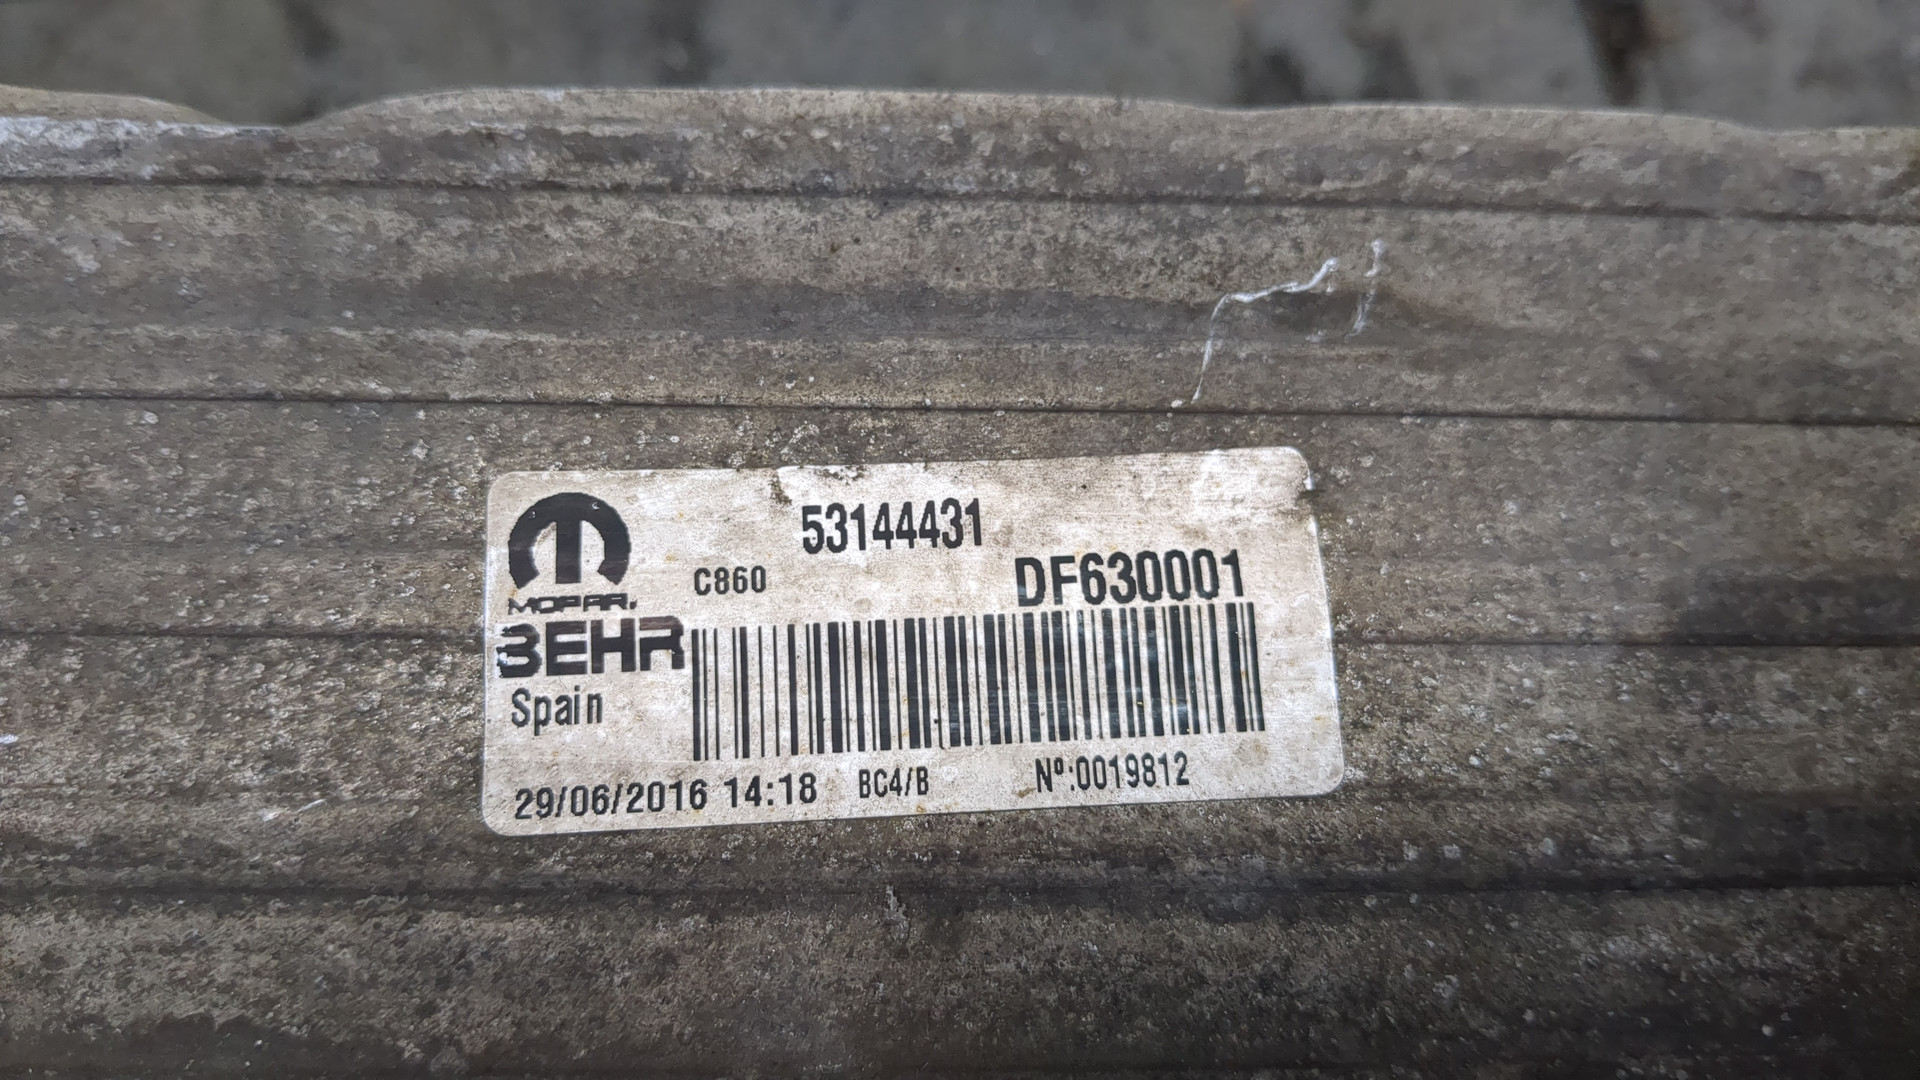 53144431
MOPAR.
C860
DF630001
BEHR
Spain
29/06/2016 14:18 BC4/B Nº:0019812